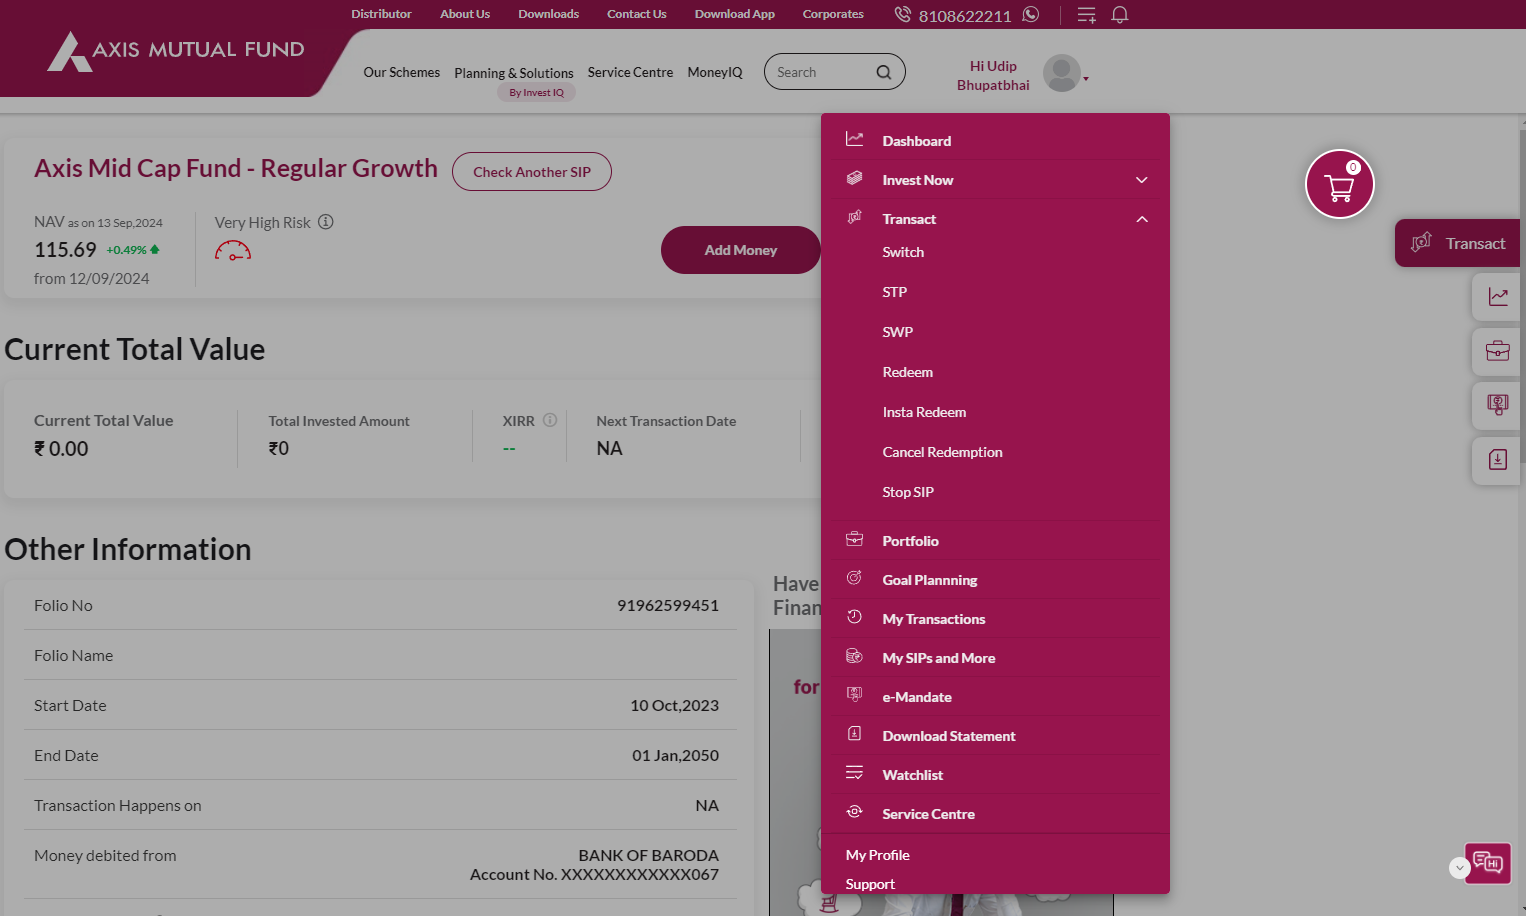 Distributor
About Us
Downloads
Contact Us
Download App
Corporates
8108622211
AXIS MUTUAL FUND
Our Schemes
Planning & Solutions
By Invest IQ
Service Centre
MoneyIQ
Search
Hi Udip
Bhupatbhai
Axis Mid Cap Fund - Regular Growth
Check Another SIP
NAV as on 13 Sep,2024
115.69 +0.49%
from 12/09/2024
Very High Risk
Add Money
Current Total Value
Current Total Value
₹ 0.00
Total Invested Amount
₹0
XIRR
--
Next Transaction Date
NA
Other Information
Folio No 91962599451
Folio Name
Start Date 10 Oct,2023
End Date 01 Jan,2050
Transaction Happens on NA
Money debited from BANK OF BARODA
Account No. XXXXXXXXXXXX067
Have
Finan
for
Dashboard
Invest Now
Transact
Switch
STP
SWP
Redeem
Insta Redeem
Cancel Redemption
Stop SIP
Portfolio
Goal Plannning
My Transactions
My SIPs and More
e-Mandate
Download Statement
Watchlist
Service Centre
My Profile
Support
0
Transact
Hi